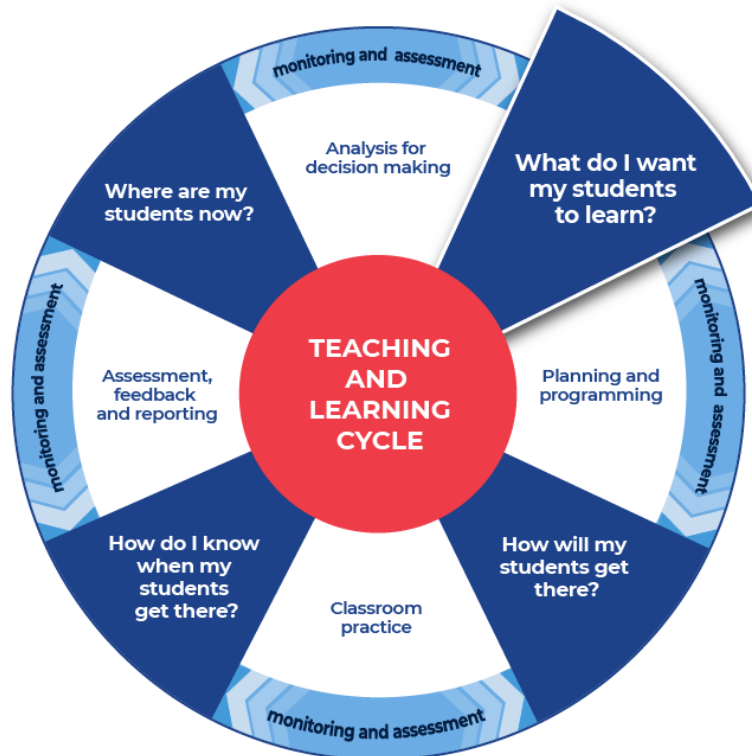 monitoring and assessment
Analysis for
decision making
What do I want
my students
to learn?
monitoring and assessment
Planning and
programming
How will my
students get
there?
Classroom
practice
monitoring and assessment
How do I know
when my
students
get there?
Assessment,
feedback
and reporting
monitoring and assessment
Where are my
students now?
TEACHING
AND
LEARNING
CYCLE